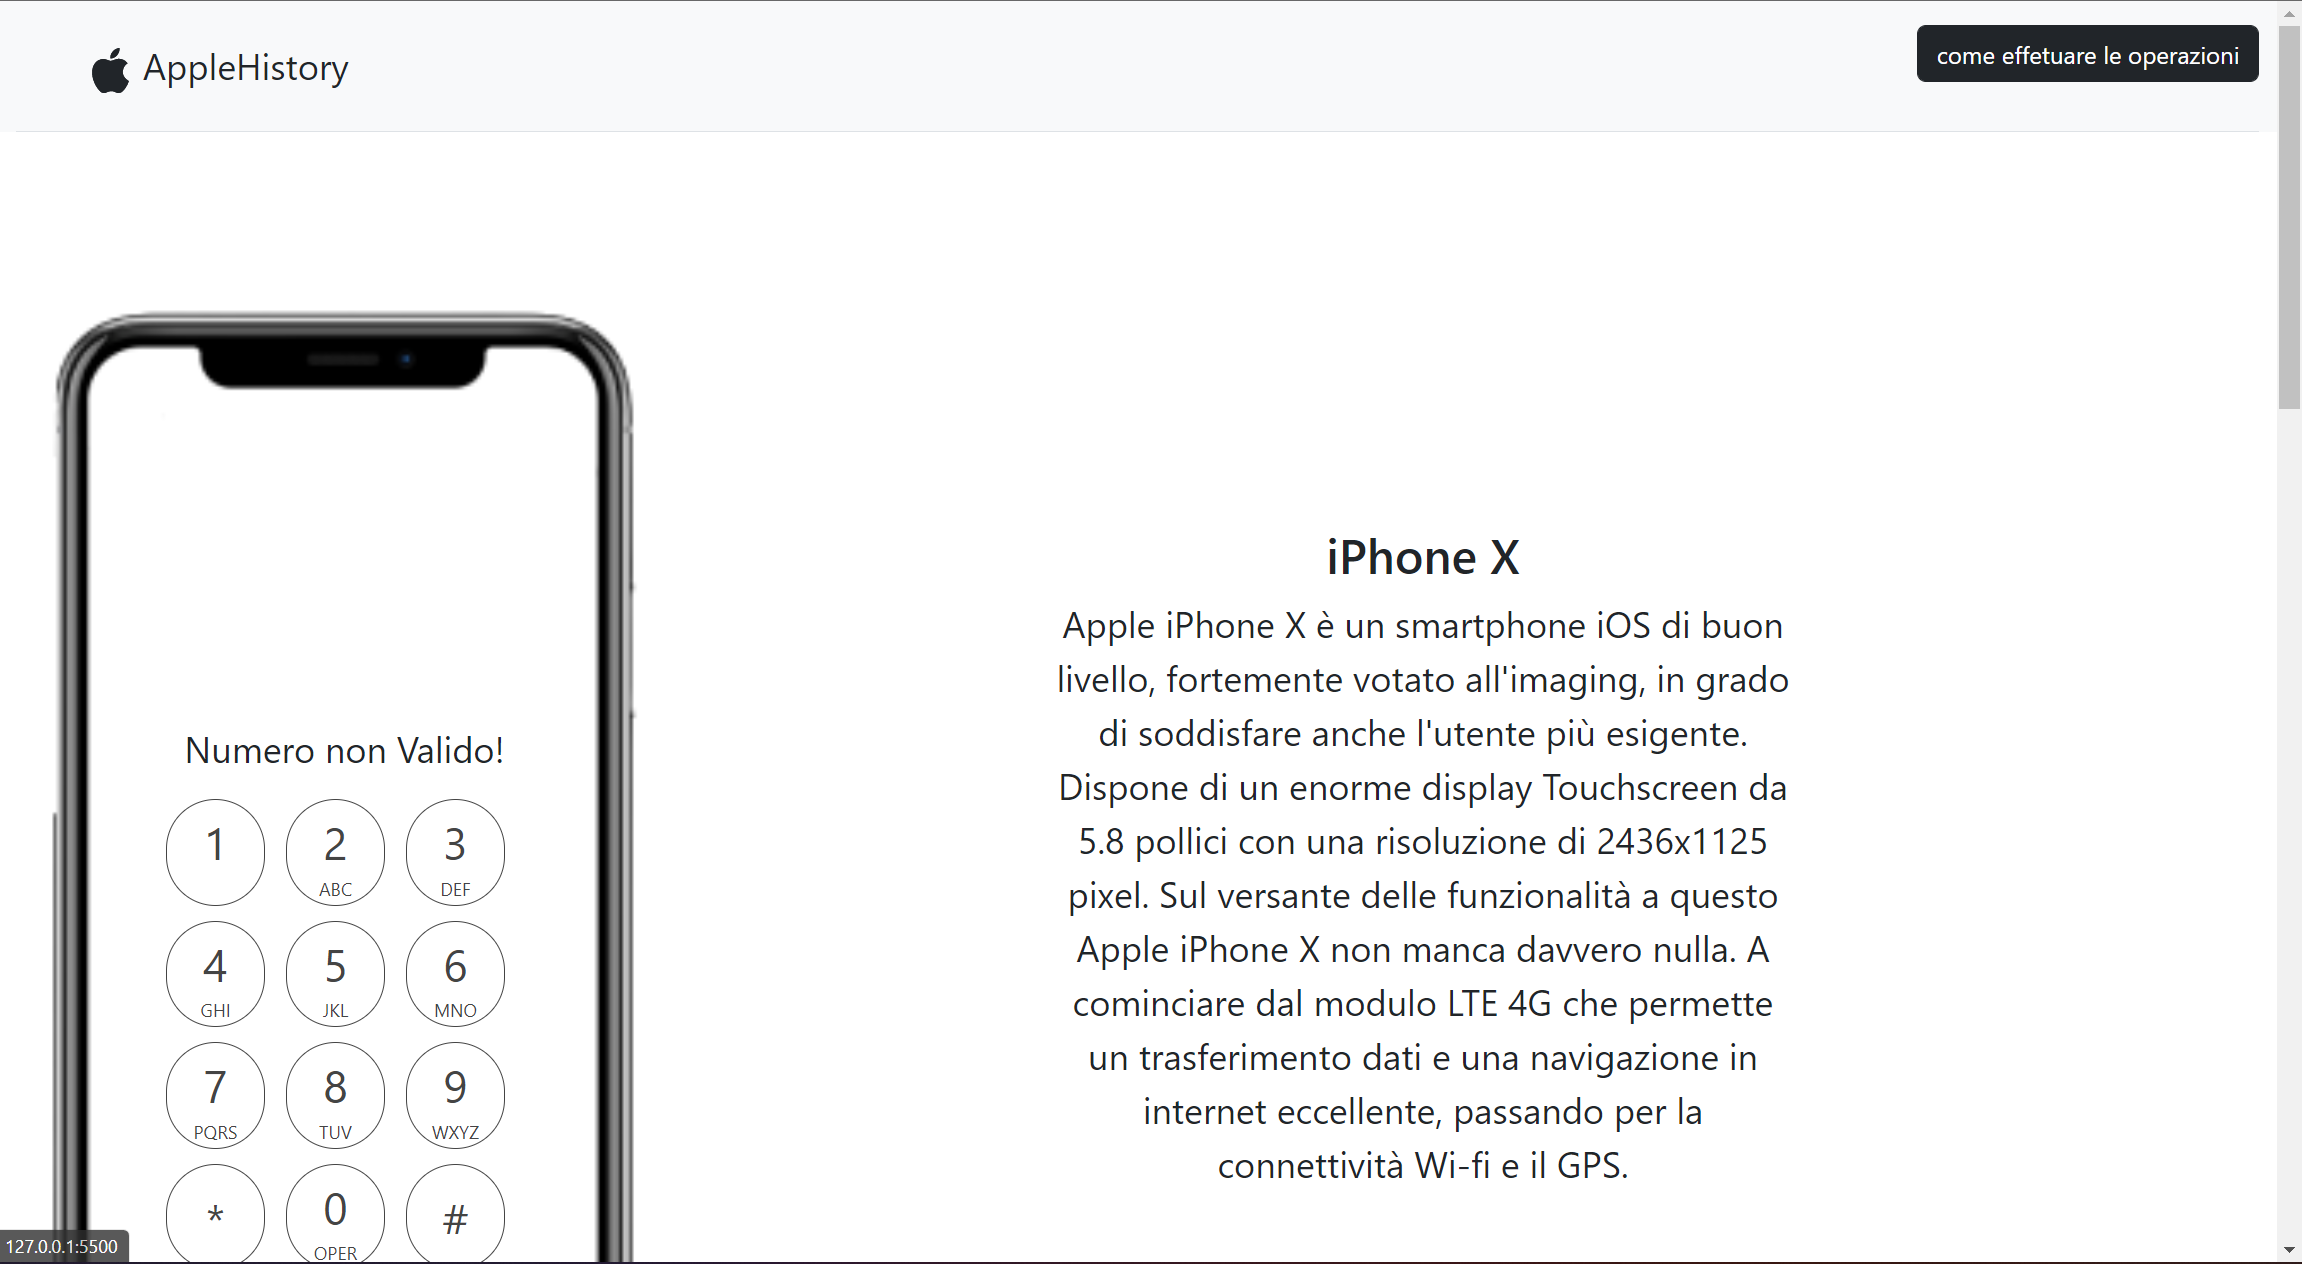 AppleHistory
come effetuare le operazioni
Numero non Valido!
1
2
ABC
3
DEF
4
GHI
5
JKL
6
MNO
7
PQRS
8
TUV
9
WXYZ
*
0
OPER
#
iPhone X
Apple iPhone X è un smartphone iOS di buon
livello, fortemente votato all'imaging, in grado
di soddisfare anche l'utente più esigente.
Dispone di un enorme display Touchscreen da
5.8 pollici con una risoluzione di 2436x1125
pixel. Sul versante delle funzionalità a questo
Apple iPhone X non manca davvero nulla. A
cominciare dal modulo LTE 4G che permette
un trasferimento dati e una navigazione in
internet eccellente, passando per la
connettività Wi-fi e il GPS.
127.0.0.1:5500